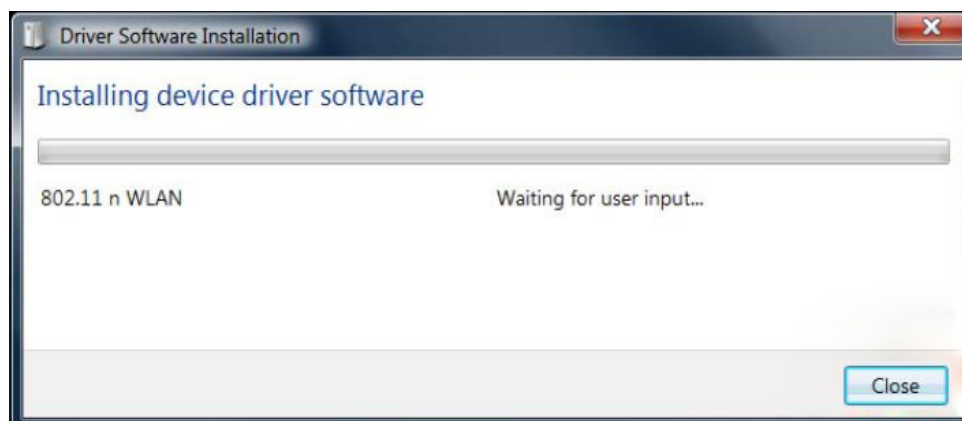 Driver Software Installation
Installing device driver software
802.11 n WLAN Waiting for user input...
Close